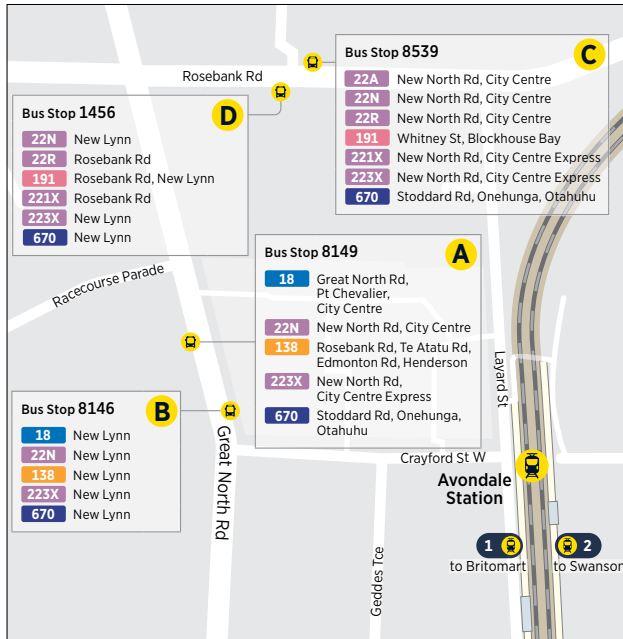 Bus Stop 8539
C
22A New North Rd, City Centre
22N New North Rd, City Centre
22R New North Rd, City Centre
191 Whitney St, Blockhouse Bay
221X New North Rd, City Centre Express
223X New North Rd, City Centre Express
670 Stoddard Rd, Onehunga, Otahuhu
Rosebank Rd
Bus Stop 1456
D
22N New Lynn
22R Rosebank Rd
191 Rosebank Rd, New Lynn
221X Rosebank Rd
223X New Lynn
670 New Lynn
Bus Stop 8149
A
18 Great North Rd,
Pt Chevalier,
City Centre
22N New North Rd, City Centre
138 Rosebank Rd, Te Atatu Rd,
Edmonton Rd, Henderson
223X New North Rd,
City Centre Express
670 Stoddard Rd, Onehunga,
Otahuhu
Racecourse Parade
Layard St
Bus Stop 8146
B
18 New Lynn
22N New Lynn
138 New Lynn
223X New Lynn
670 New Lynn
Great North Rd
Crayford St W
Avondale
Station
Geddes Tce
1
to Britomart
2
to Swanson